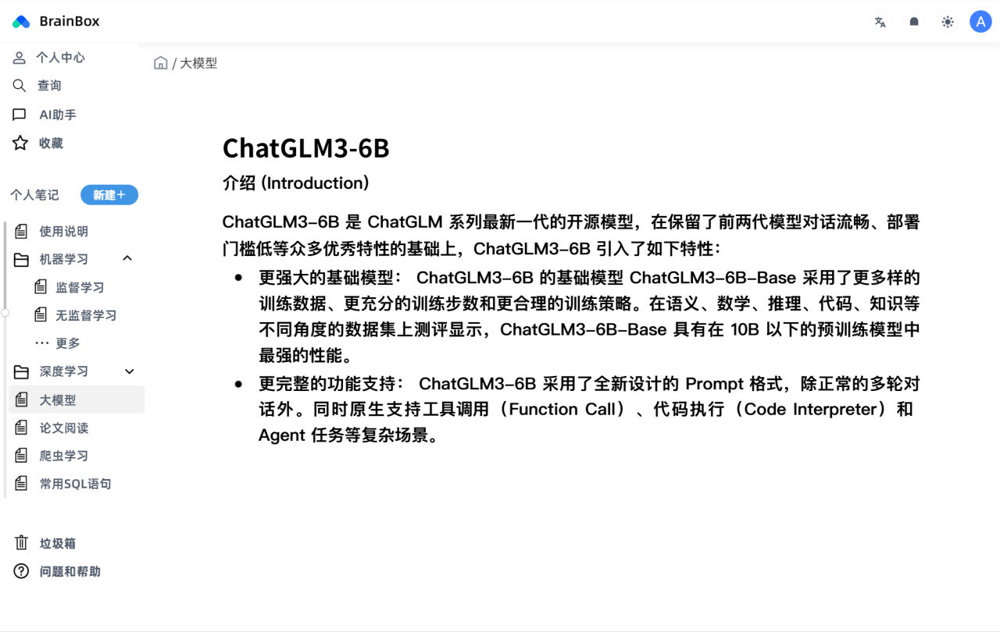 BrainBox
A
个人中心
查询
AI助手
收藏
个人笔记
新建+
使用说明
机器学习
监督学习
无监督学习
··· 更多
深度学习
大模型
论文阅读
爬虫学习
常用SQL语句
垃圾箱
问题和帮助
/ 大模型
ChatGLM3-6B
介绍 (Introduction)
ChatGLM3-6B 是 ChatGLM 系列最新一代的开源模型，在保留了前两代模型对话流畅、部署
门槛低等众多优秀特性的基础上，ChatGLM3-6B 引入了如下特性：
• 更强大的基础模型： ChatGLM3-6B 的基础模型 ChatGLM3-6B-Base 采用了更多样的
训练数据、更充分的训练步数和更合理的训练策略。在语义、数学、推理、代码、知识等
不同角度的数据集上测评显示，ChatGLM3-6B-Base 具有在 10B 以下的预训练模型中
最强的性能。
• 更完整的功能支持： ChatGLM3-6B 采用了全新设计的 Prompt 格式，除正常的多轮对
话外。同时原生支持工具调用（Function Call）、代码执行（Code Interpreter）和
Agent 任务等复杂场景。